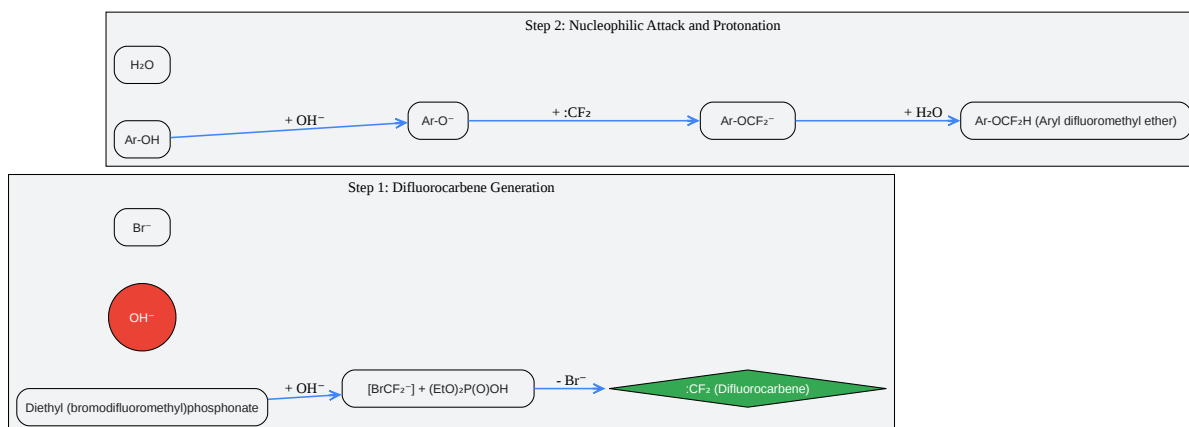 Step 2: Nucleophilic Attack and Protonation
H₂O
Ar-OH
+ OH⁻
Ar-O⁻
+ :CF₂
Ar-OCF₂⁻
+ H₂O
Ar-OCF₂H (Aryl difluoromethyl ether)
Step 1: Difluorocarbene Generation
Br⁻
OH⁻
Diethyl (bromodifluoromethyl)phosphonate
+ OH⁻
[BrCF₂⁻] + (EtO)₂P(O)OH
- Br⁻
:CF₂ (Difluorocarbene)